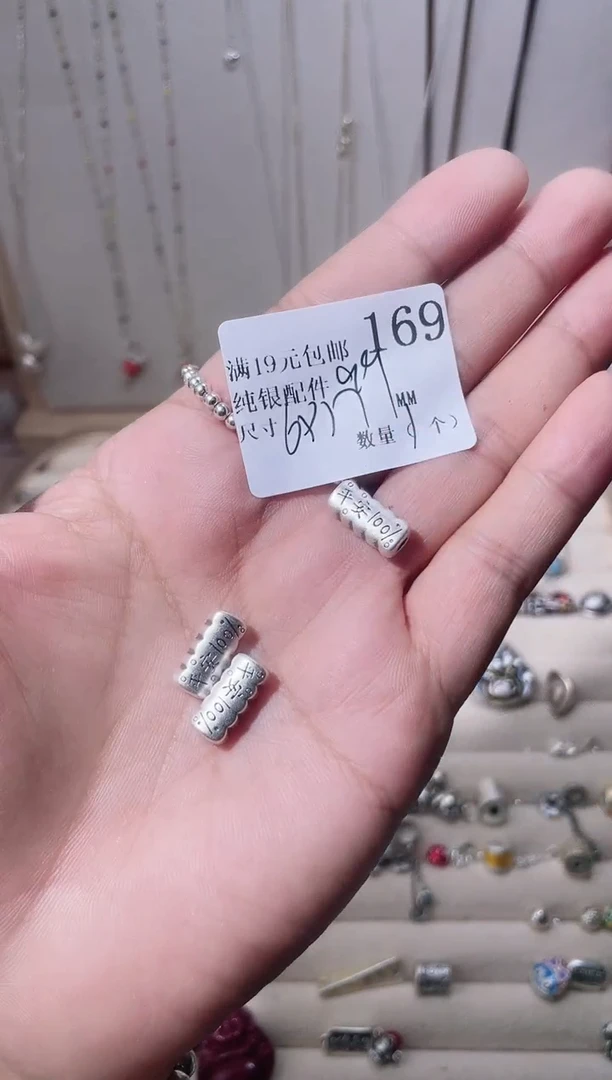 169
满19元包邮
纯银配件
尺寸 MM
数量 个)
平安100%
平安100%
平安100%